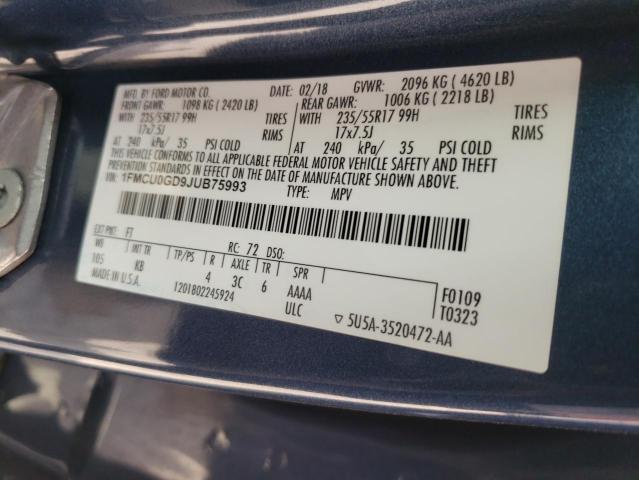 MFD. BY FORD MOTOR CO.
DATE: 02/18 GVWR: 2096 KG ( 4620 LB)
FRONT GAWR: 1098 KG (2420 LB) REAR GAWR: 1006 KG ( 2218 LB)
WITH 235/55R17 99H TIRES WITH 235/55R17 99H TIRES
17x7.5J RIMS 17x7.5J RIMS
AT 240 kPa/ 35 PSI COLD AT 240 kPa/ 35 PSI COLD
THIS VEHICLE CONFORMS TO ALL APPLICABLE FEDERAL MOTOR VEHICLE SAFETY AND THEFT
PREVENTION STANDARDS IN EFFECT ON THE DATE OF MANUFACTURE SHOWN ABOVE.
VIN: 1FMCU0GD9JUB75993 TYPE: MPV
EXT PNT: FT RC: 72 DSO:
WB INT TR TP/PS R AXLE TR SPR
105 KB 4 3C 6 AAAA
MADE IN U.S.A. 1201802245924 ULC
F0109
T0323
▽ 5U5A-3520472-AA